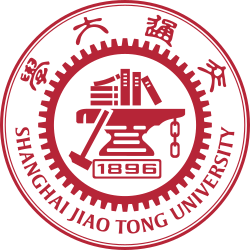 交通大學
1896
SHANGHAI JIAO TONG UNIVERSITY